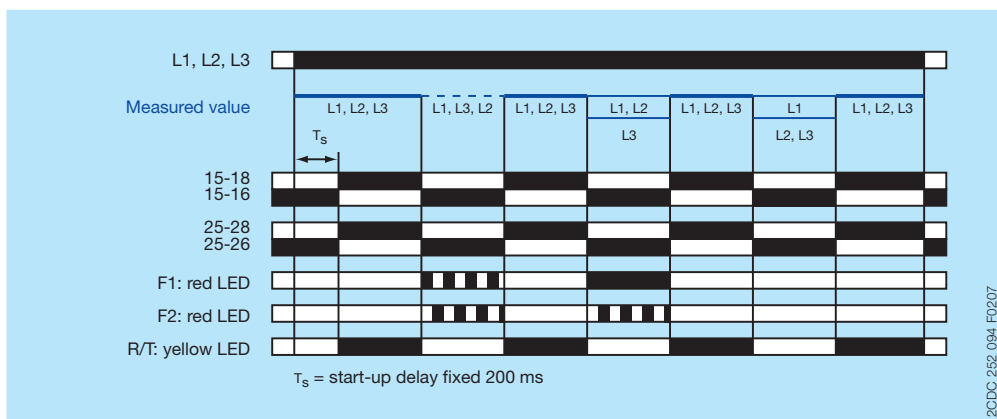 L1, L2, L3
Measured value
L1, L2, L3 L1, L3, L2 L1, L2, L3 L1, L2 L1, L2, L3 L1 L1, L2, L3
Ts L3 L2, L3
15-18
15-16
25-28
25-26
F1: red LED
F2: red LED
R/T: yellow LED
Ts = start-up delay fixed 200 ms
2CDC 252 094 F0207